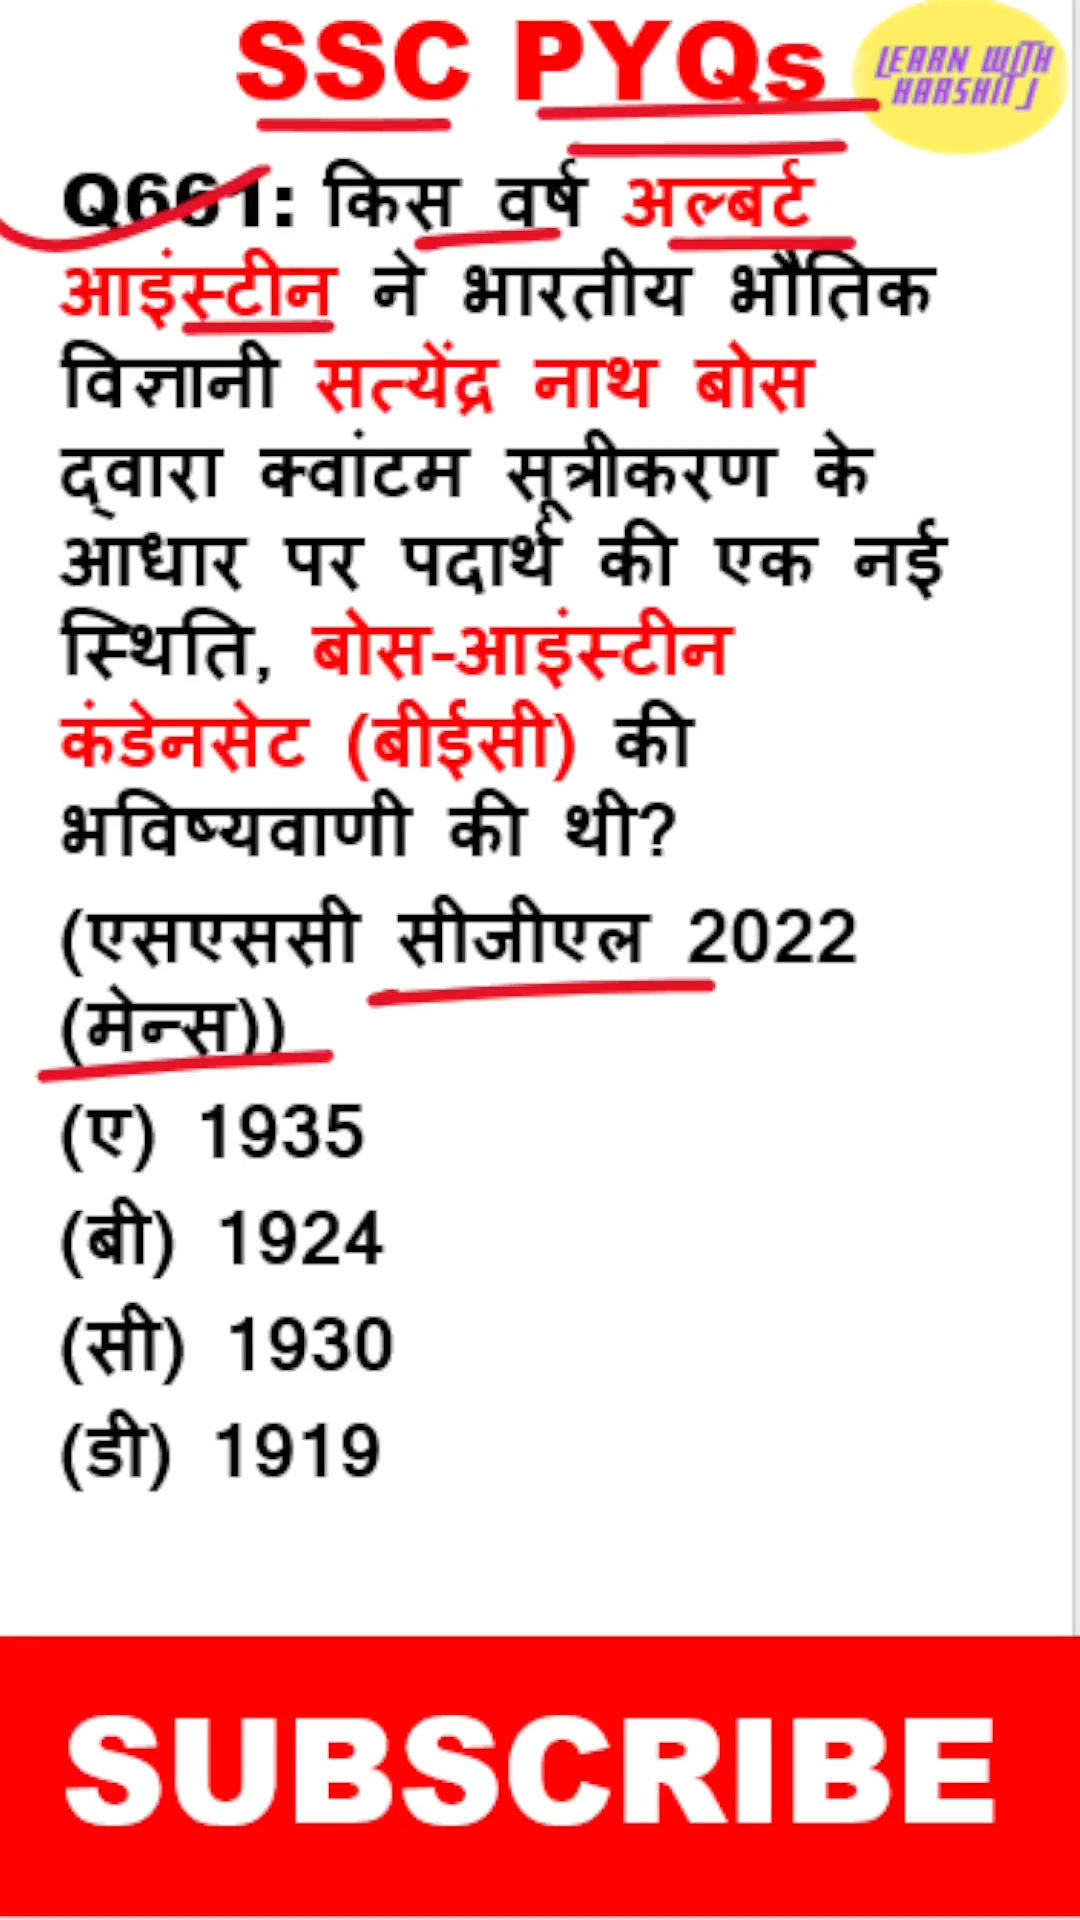 SSC PYQs
LEARN WITH
HARSHIT J
Q661: किस वर्ष अल्बर्ट
आइंस्टीन ने भारतीय भौतिक
विज्ञानी सत्येंद्र नाथ बोस
द्वारा क्वांटम सूत्रीकरण के
आधार पर पदार्थ की एक नई
स्थिति, बोस-आइंस्टीन
कंडेनसेट (बीईसी) की
भविष्यवाणी की थी?
(एसएससी सीजीएल 2022
(मेन्स))
(ए) 1935
(बी) 1924
(सी) 1930
(डी) 1919
SUBSCRIBE